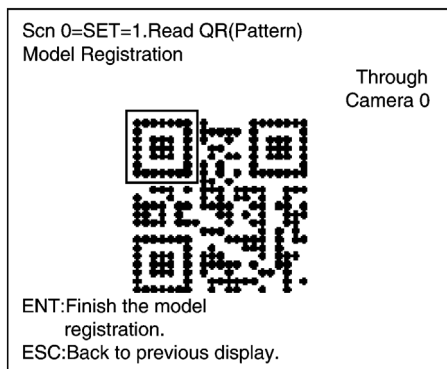 Scn 0=SET=1.Read QR(Pattern)
Model Registration
Through
Camera 0
ENT:Finish the model
registration.
ESC:Back to previous display.